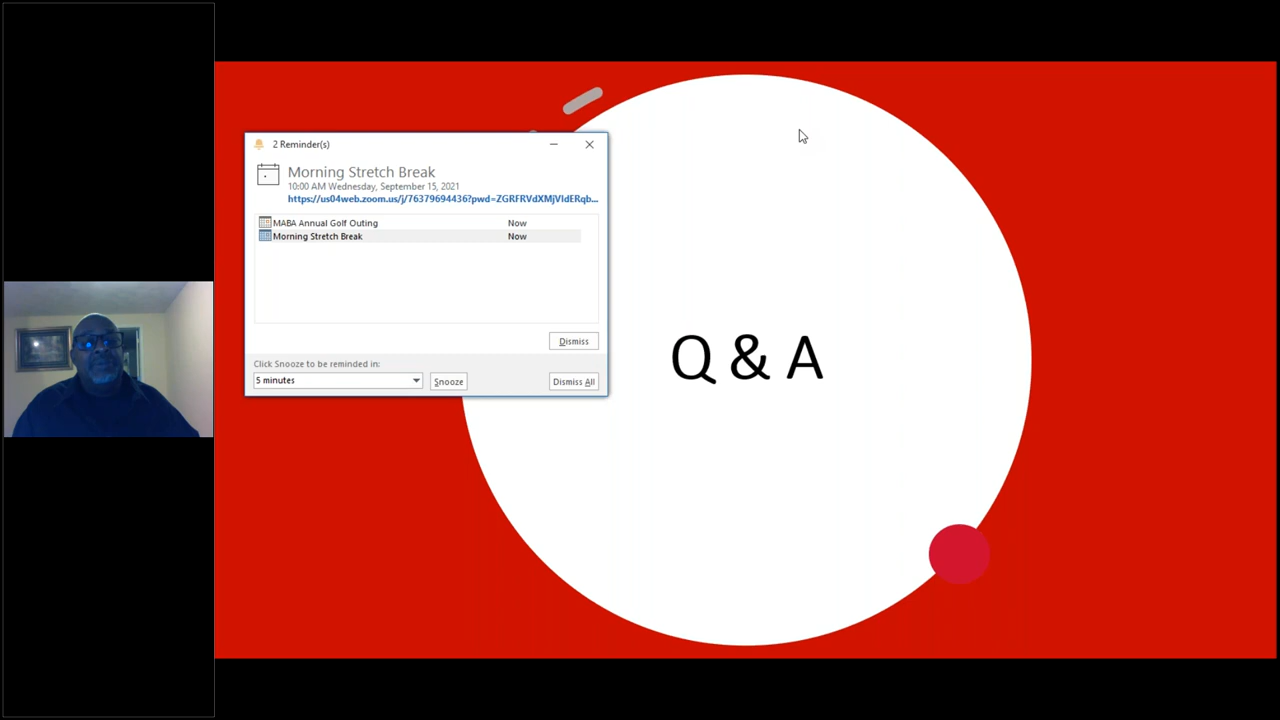 2 Reminder(s)
Morning Stretch Break
10:00 AM Wednesday, September 15, 2021
https://us04web.zoom.us/j/76379694436?pwd=ZGRFRVdXMjVIdERqb...
MABA Annual Golf Outing Now
Morning Stretch Break Now
Dismiss
Click Snooze to be reminded in:
5 minutes Snooze Dismiss All
Q & A